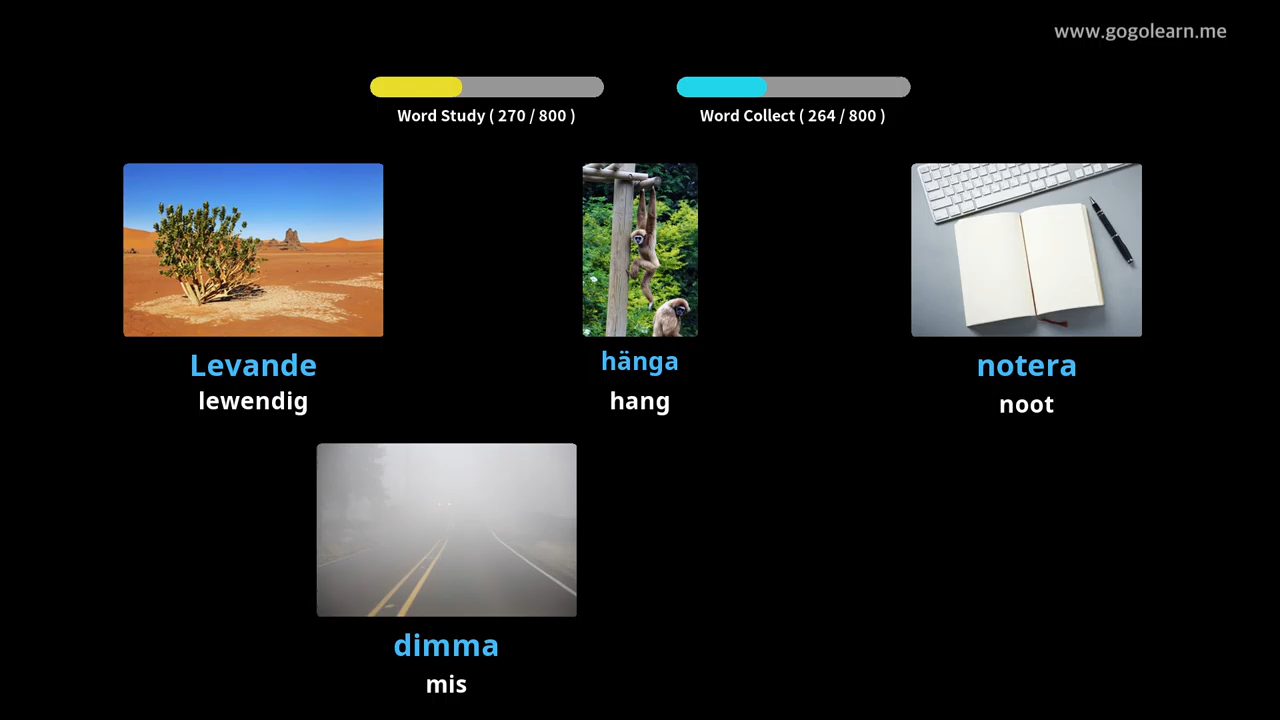 www.gogolearn.me
Word Study ( 270 / 800 )
Word Collect ( 264 / 800 )
Levande
lewendig
hänga
hang
notera
noot
dimma
mis